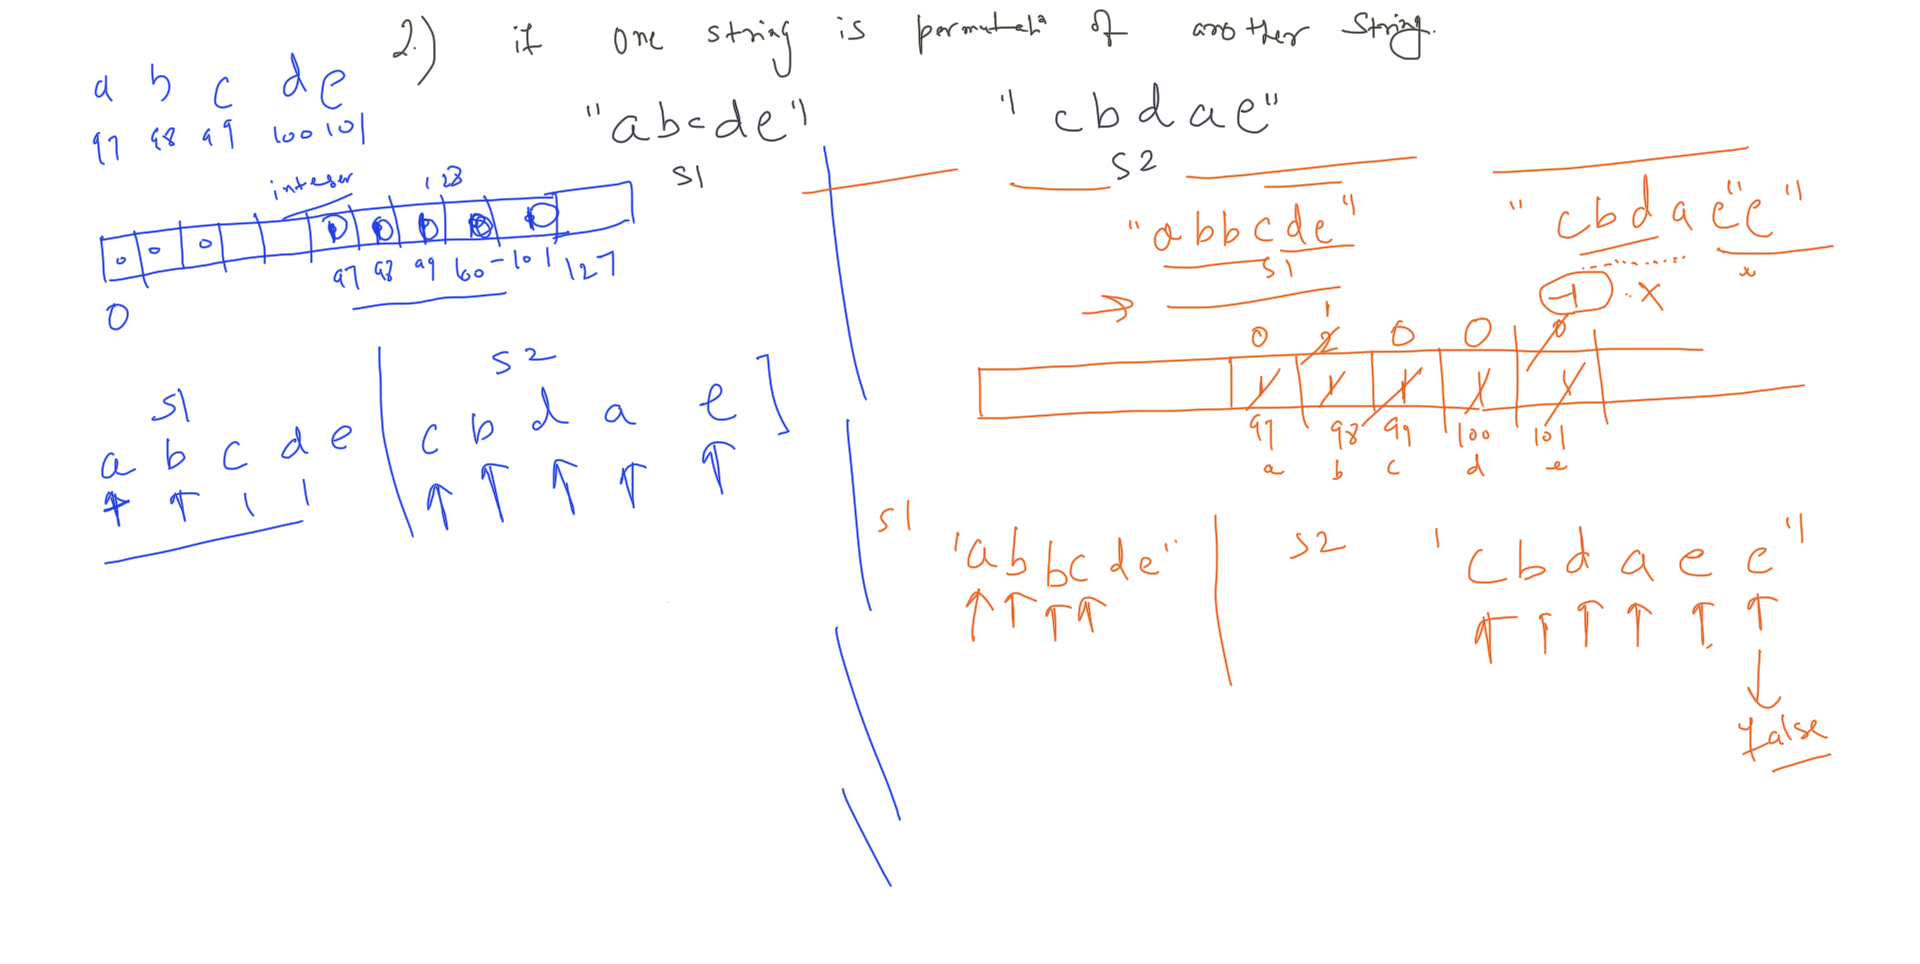 2.) if one string is permutatn of another string.
a b c d e
97 98 99 100 101
"abcde" "cbdae"
S1 S2
integer 128
0 0 0 0 0 0 0 0
97 98 99 100 - 101 127
0
"abbcde" "cbdaee"
S1 e
-1 X
1
0 2 0 0 0
1 1 1 1 1
97 98 99 100 101
a b c d e
S1 S2
a b c d e c b d a e
S1 "abbcde" S2 "cbdaee"
false